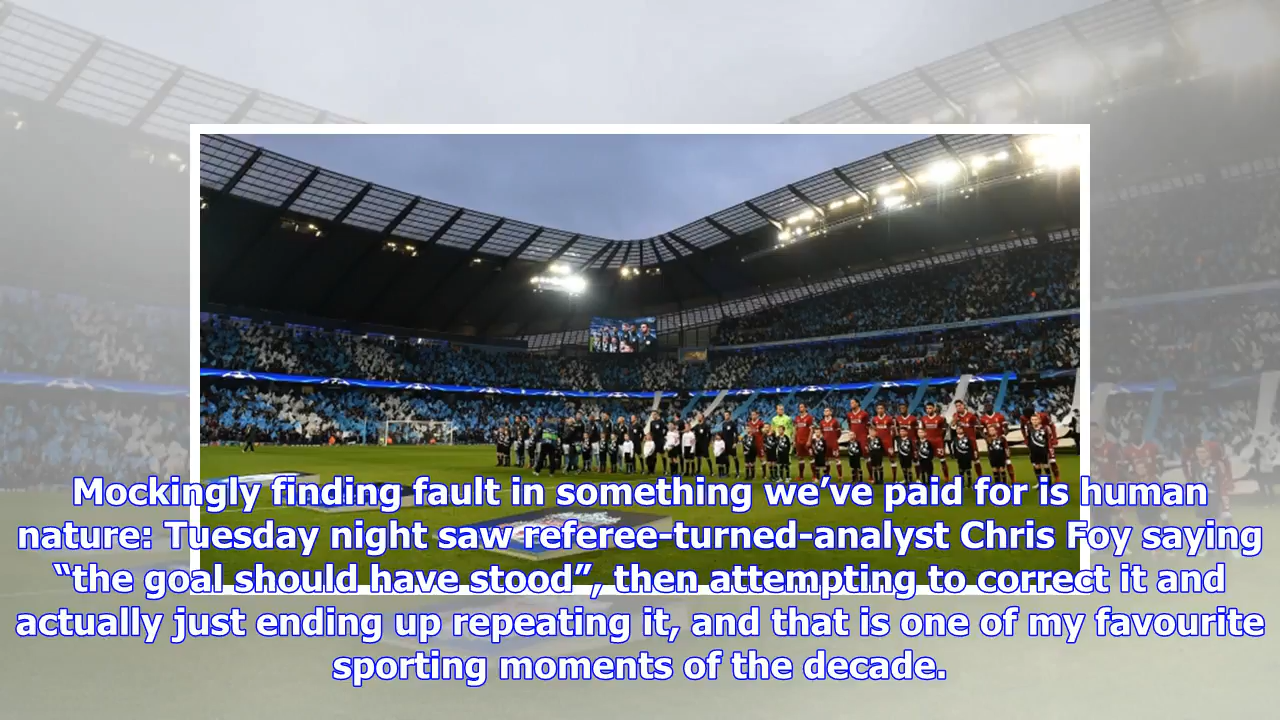 Mockingly finding fault in something we’ve paid for is human
nature: Tuesday night saw referee-turned-analyst Chris Foy saying
“the goal should have stood”, then attempting to correct it and
actually just ending up repeating it, and that is one of my favourite
sporting moments of the decade.